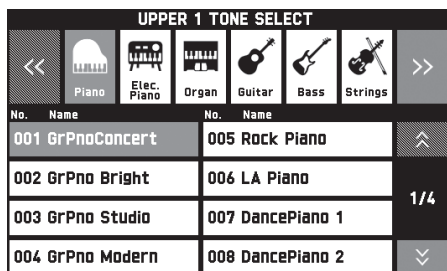 UPPER 1 TONE SELECT
<< Piano Elec. Piano Organ Guitar Bass Strings >>
No. Name No. Name
001 GrPnoConcert 005 Rock Piano
002 GrPno Bright 006 LA Piano
1/4
003 GrPno Studio 007 DancePiano 1
004 GrPno Modern 008 DancePiano 2